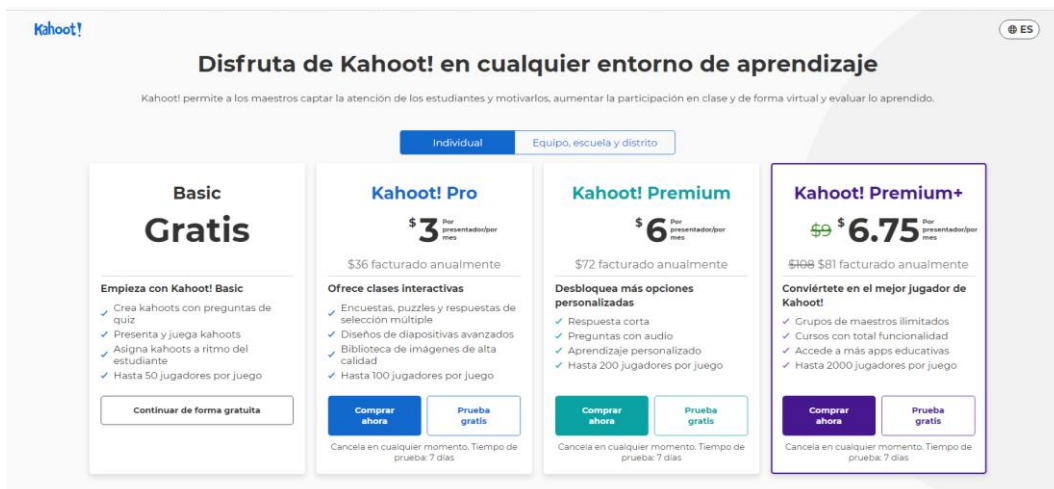 Kahoot!
ES
Disfruta de Kahoot! en cualquier entorno de aprendizaje
Kahoot! permite a los maestros captar la atención de los estudiantes y motivarlos, aumentar la participación en clase y de forma virtual y evaluar lo aprendido.
Individual
Equipo, escuela y distrito
Basic
Gratis
Empieza con Kahoot! Basic
Crea kahoots con preguntas de
quiz
Presenta y juega kahoots
Asigna kahoots a ritmo del
estudiante
Hasta 50 jugadores por juego
Continuar de forma gratuita
Kahoot! Pro
$3 Por
presentador/por
mes
$36 facturado anualmente
Ofrece clases interactivas
Encuestas, puzzles y respuestas de
selección múltiple
Diseños de diapositivas avanzados
Biblioteca de imágenes de alta
calidad
Hasta 100 jugadores por juego
Comprar
ahora
Prueba
gratis
Cancela en cualquier momento. Tiempo de
prueba: 7 días
Kahoot! Premium
$6 Por
presentador/por
mes
$72 facturado anualmente
Desbloquea más opciones
personalizadas
Respuesta corta
Preguntas con audio
Aprendizaje personalizado
Hasta 200 jugadores por juego
Comprar
ahora
Prueba
gratis
Cancela en cualquier momento. Tiempo de
prueba: 7 días
Kahoot! Premium+
$9 $6.75 Por
presentador/por
mes
$108 $81 facturado anualmente
Conviértete en el mejor jugador de
Kahoot!
Grupos de maestros ilimitados
Cursos con total funcionalidad
Accede a más apps educativas
Hasta 2000 jugadores por juego
Comprar
ahora
Prueba
gratis
Cancela en cualquier momento. Tiempo de
prueba: 7 días